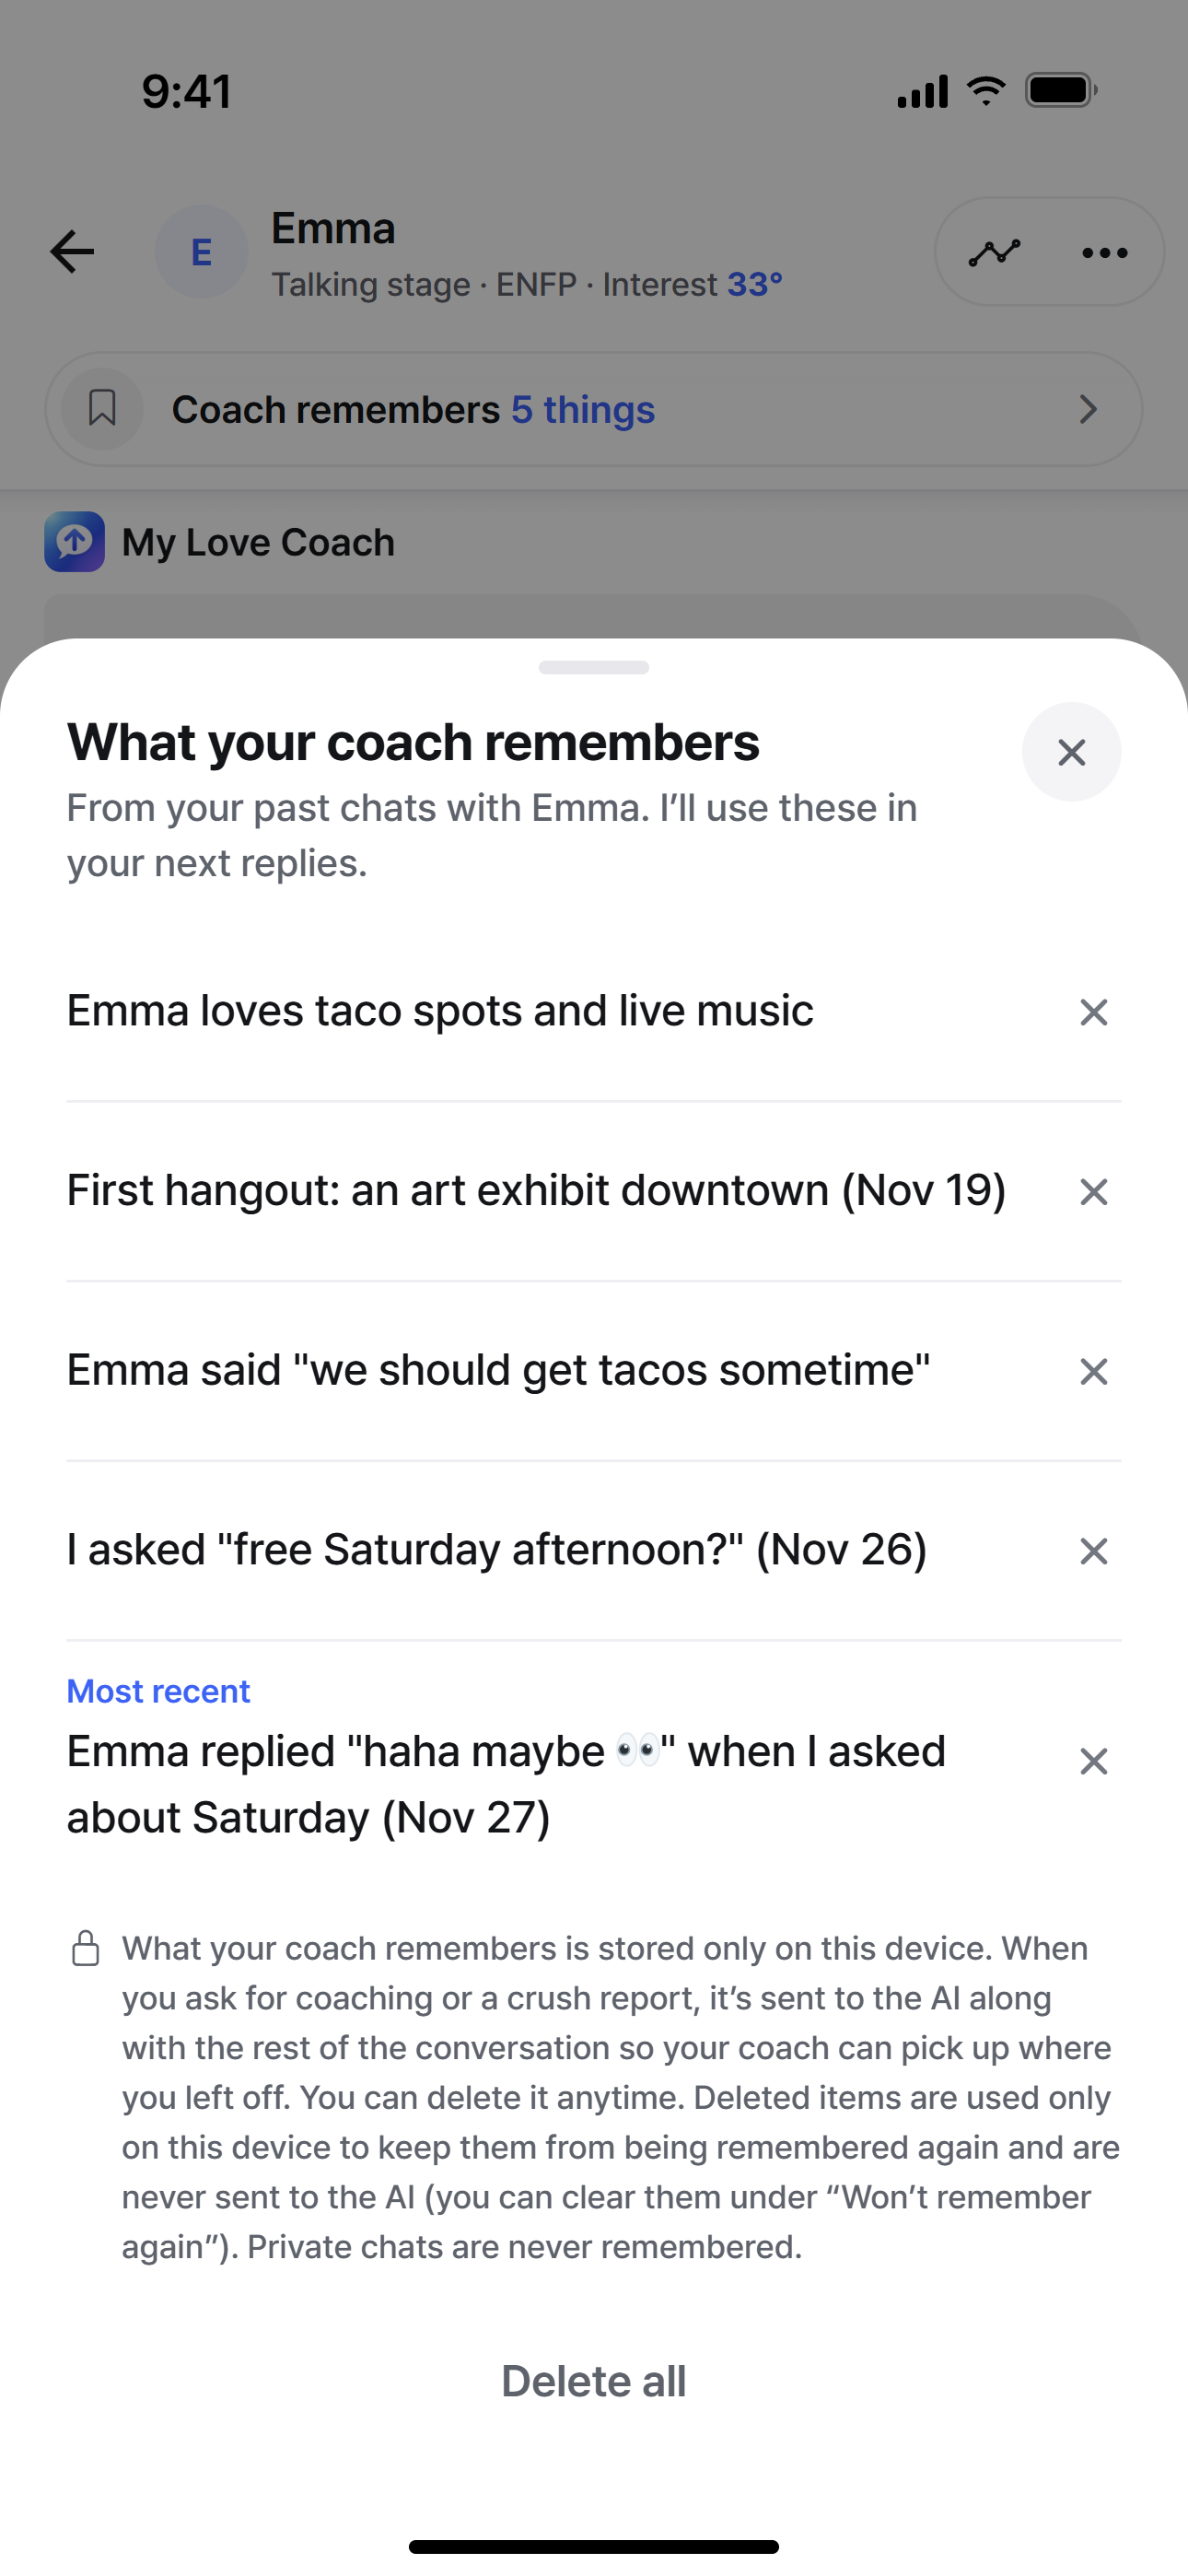 9:41
E
Emma
Talking stage · ENFP · Interest 33°
Coach remembers 5 things
My Love Coach
What your coach remembers
From your past chats with Emma. I’ll use these in
your next replies.
Emma loves taco spots and live music
First hangout: an art exhibit downtown (Nov 19)
Emma said "we should get tacos sometime"
I asked "free Saturday afternoon?" (Nov 26)
Most recent
Emma replied "haha maybe 👀" when I asked
about Saturday (Nov 27)
What your coach remembers is stored only on this device. When
you ask for coaching or a crush report, it’s sent to the AI along
with the rest of the conversation so your coach can pick up where
you left off. You can delete it anytime. Deleted items are used only
on this device to keep them from being remembered again and are
never sent to the AI (you can clear them under “Won’t remember
again”). Private chats are never remembered.
Delete all